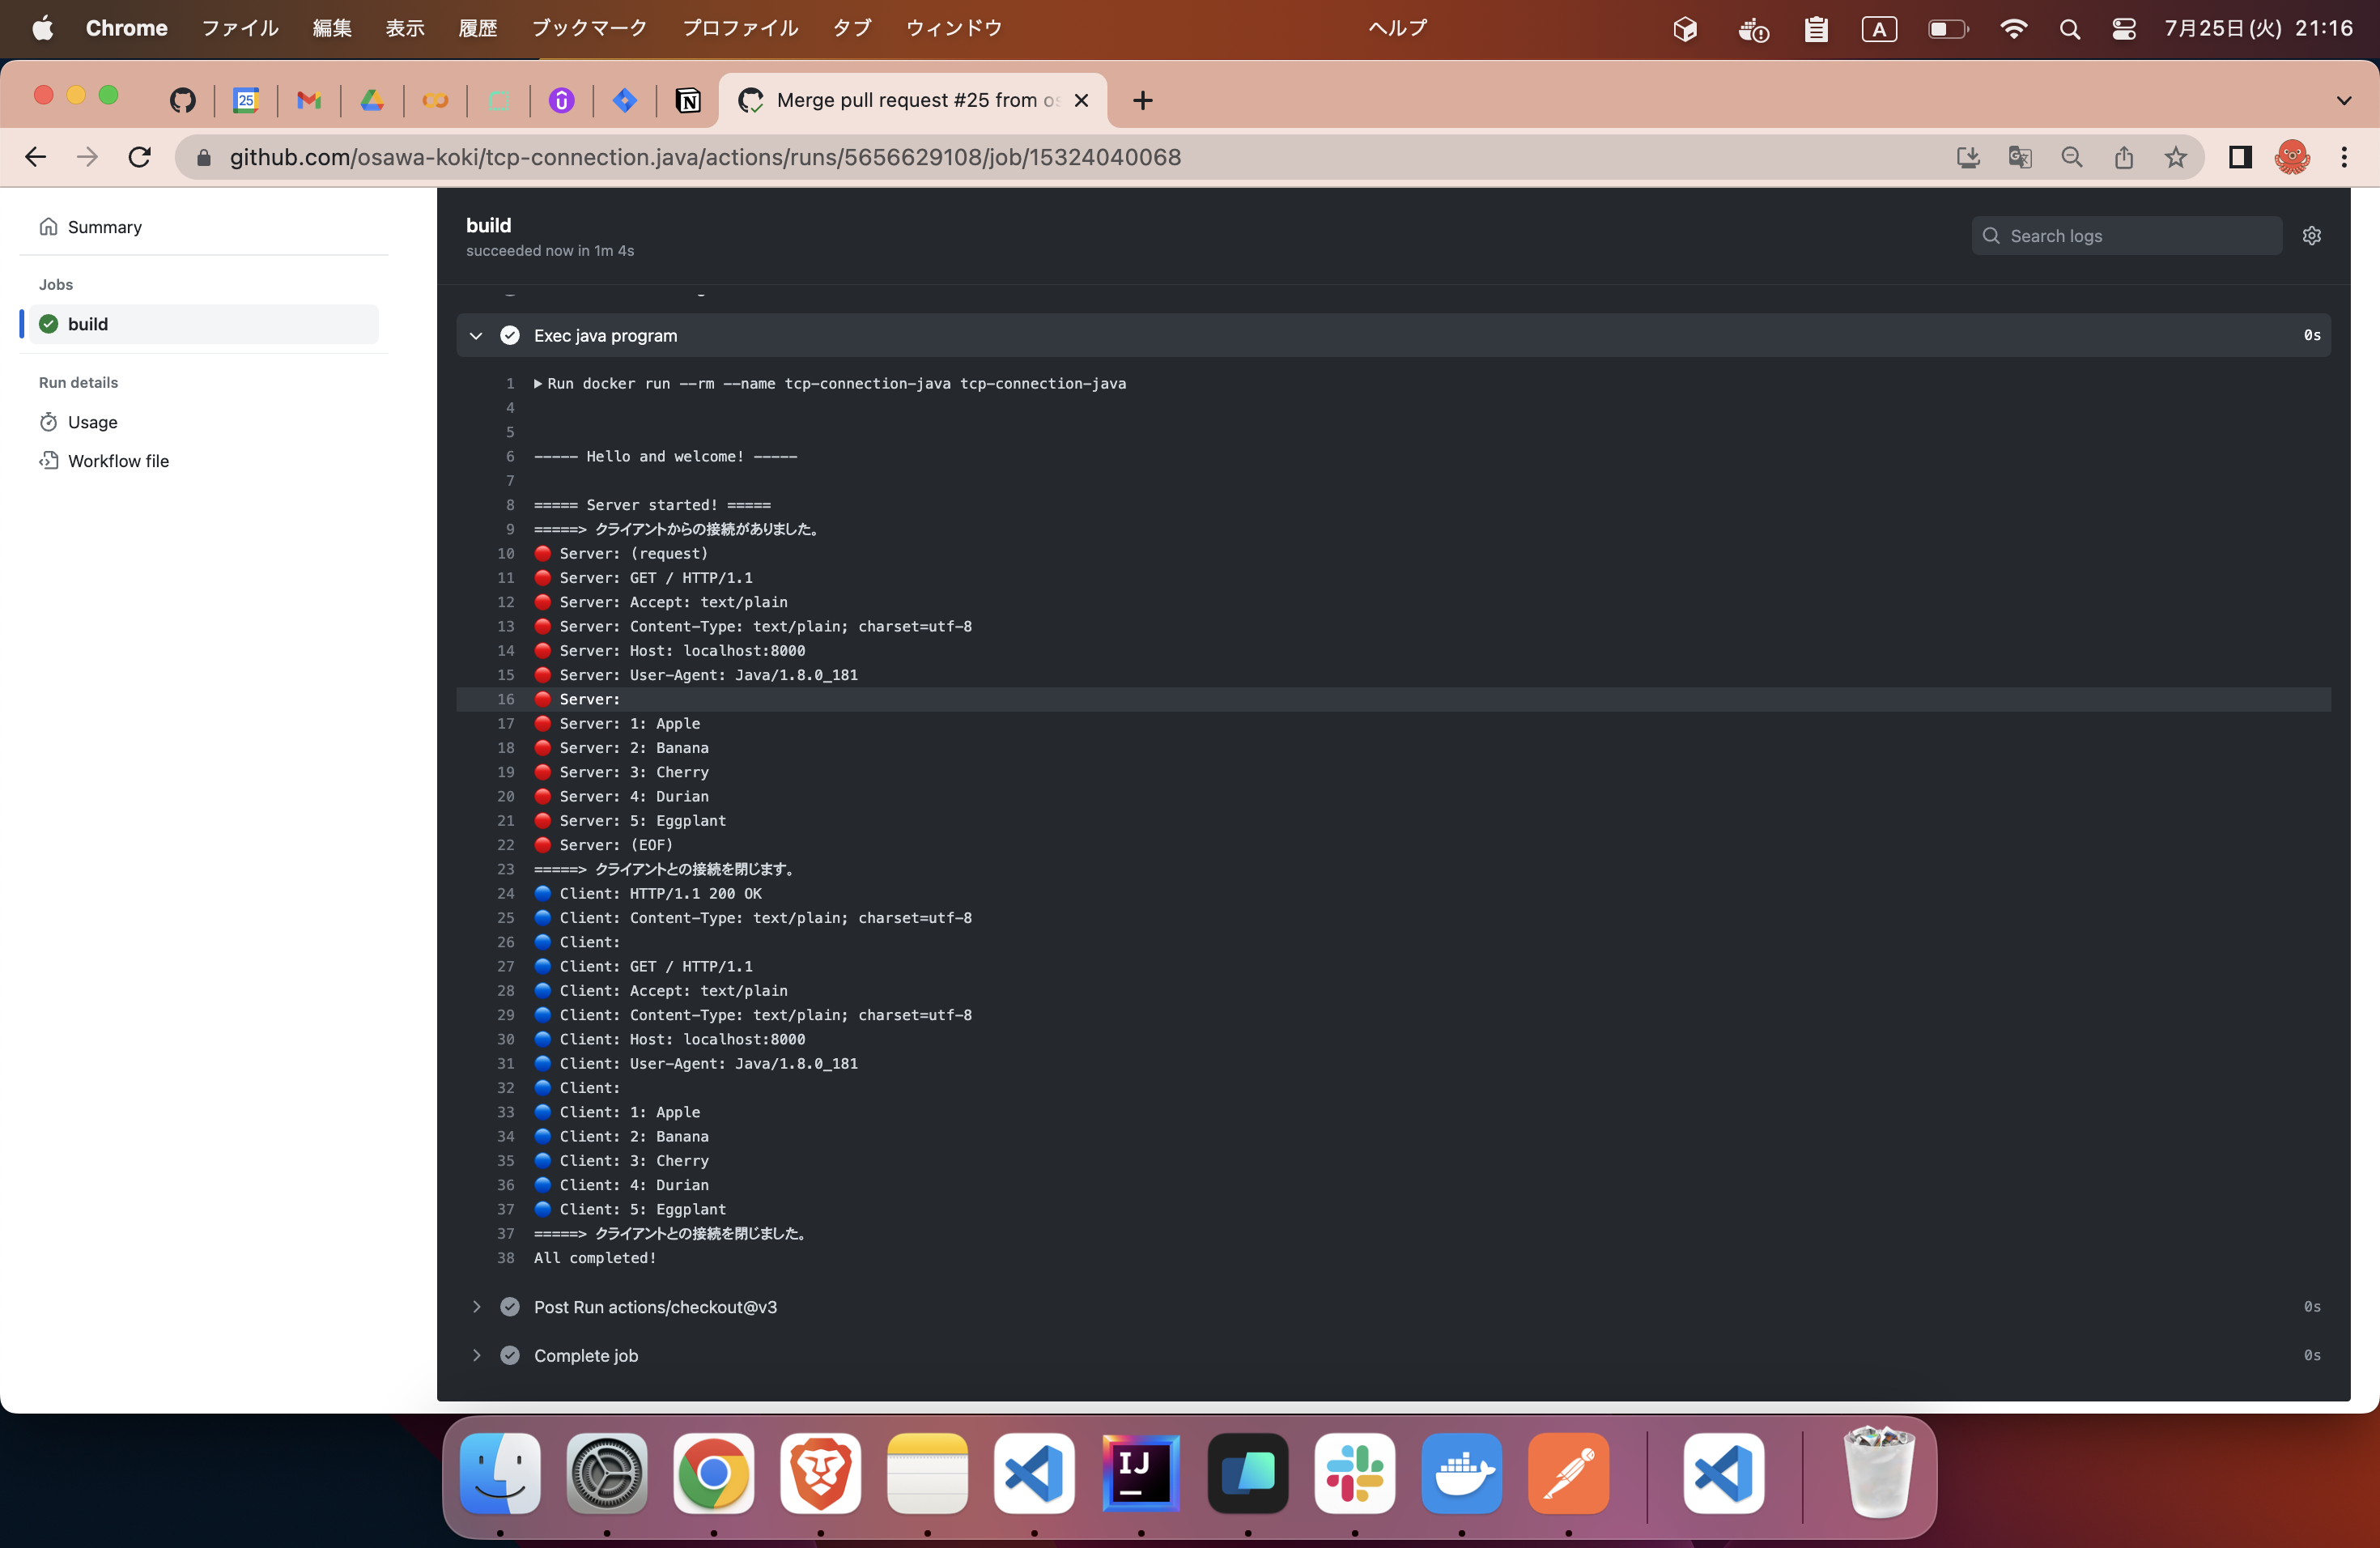 Chrome ファイル 編集 表示 履歴 ブックマーク プロファイル タブ ウィンドウ ヘルプ A 7月25日(火) 21:16
25 Merge pull request #25 from os
github.com/osawa-koki/tcp-connection.java/actions/runs/5656629108/job/15324040068
Summary
Jobs
build
Run details
Usage
Workflow file
build
succeeded now in 1m 4s
Search logs
Exec java program 0s
1 Run docker run --rm --name tcp-connection-java tcp-connection-java
4
5
6 ----- Hello and welcome! -----
7
8 ===== Server started! =====
9 =====> クライアントからの接続がありました。
10 Server: (request)
11 Server: GET / HTTP/1.1
12 Server: Accept: text/plain
13 Server: Content-Type: text/plain; charset=utf-8
14 Server: Host: localhost:8000
15 Server: User-Agent: Java/1.8.0_181
16 Server:
17 Server: 1: Apple
18 Server: 2: Banana
19 Server: 3: Cherry
20 Server: 4: Durian
21 Server: 5: Eggplant
22 Server: (EOF)
23 =====> クライアントとの接続を閉じます。
24 Client: HTTP/1.1 200 OK
25 Client: Content-Type: text/plain; charset=utf-8
26 Client:
27 Client: GET / HTTP/1.1
28 Client: Accept: text/plain
29 Client: Content-Type: text/plain; charset=utf-8
30 Client: Host: localhost:8000
31 Client: User-Agent: Java/1.8.0_181
32 Client:
33 Client: 1: Apple
34 Client: 2: Banana
35 Client: 3: Cherry
36 Client: 4: Durian
37 Client: 5: Eggplant
37 =====> クライアントとの接続を閉じました。
38 All completed!
Post Run actions/checkout@v3 0s
Complete job 0s
IJ